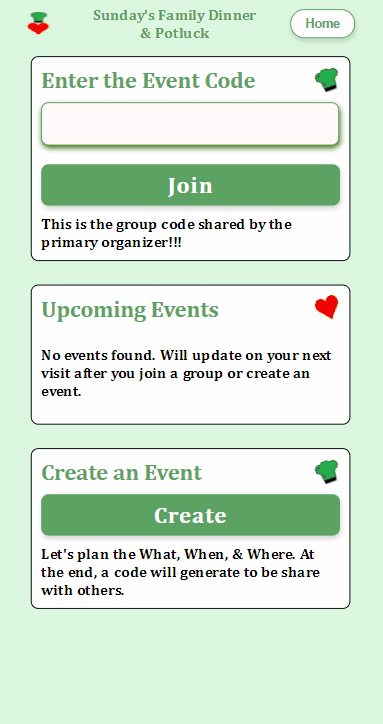 Sunday's Family Dinner
& Potluck
Home
Enter the Event Code
Join
This is the group code shared by the
primary organizer!!!
Upcoming Events
No events found. Will update on your next
visit after you join a group or create an
event.
Create an Event
Create
Let's plan the What, When, & Where. At
the end, a code will generate to be share
with others.